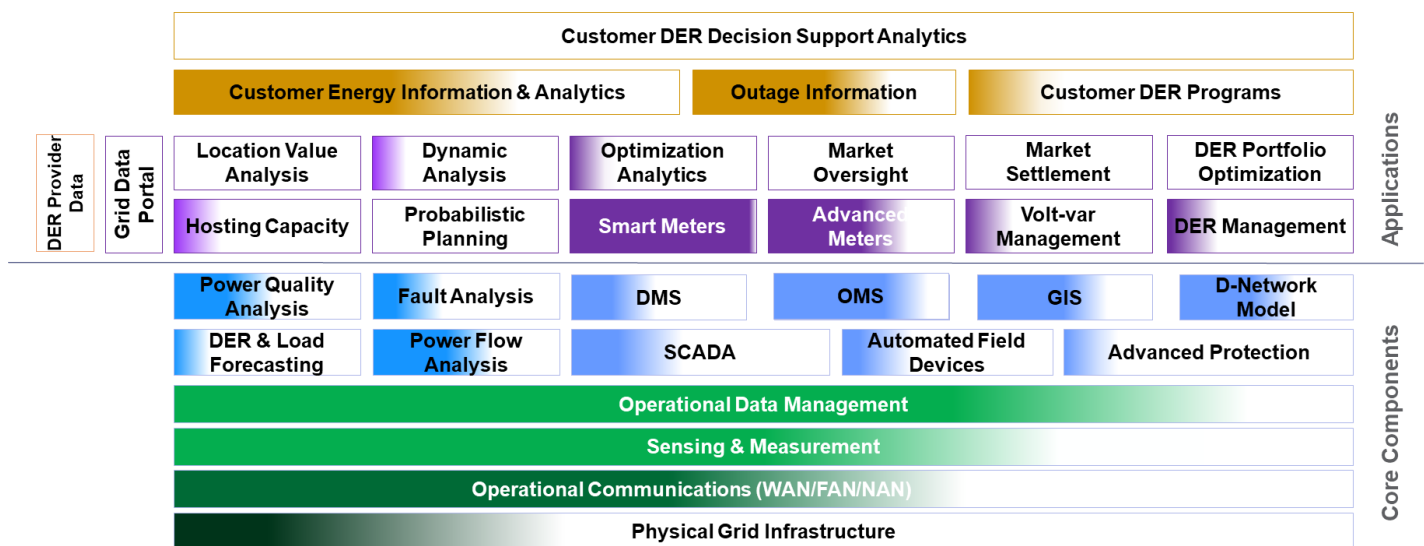 Customer DER Decision Support Analytics
Customer Energy Information & Analytics
Outage Information
Customer DER Programs
DER Provider
Data
Grid Data
Portal
Location Value
Analysis
Dynamic
Analysis
Optimization
Analytics
Market
Oversight
Market
Settlement
DER Portfolio
Optimization
Hosting Capacity
Probabilistic
Planning
Smart Meters
Advanced
Meters
Volt-var
Management
DER Management
Applications
Power Quality
Analysis
Fault Analysis
DMS
OMS
GIS
D-Network
Model
DER & Load
Forecasting
Power Flow
Analysis
SCADA
Automated Field
Devices
Advanced Protection
Operational Data Management
Sensing & Measurement
Operational Communications (WAN/FAN/NAN)
Physical Grid Infrastructure
Core Components